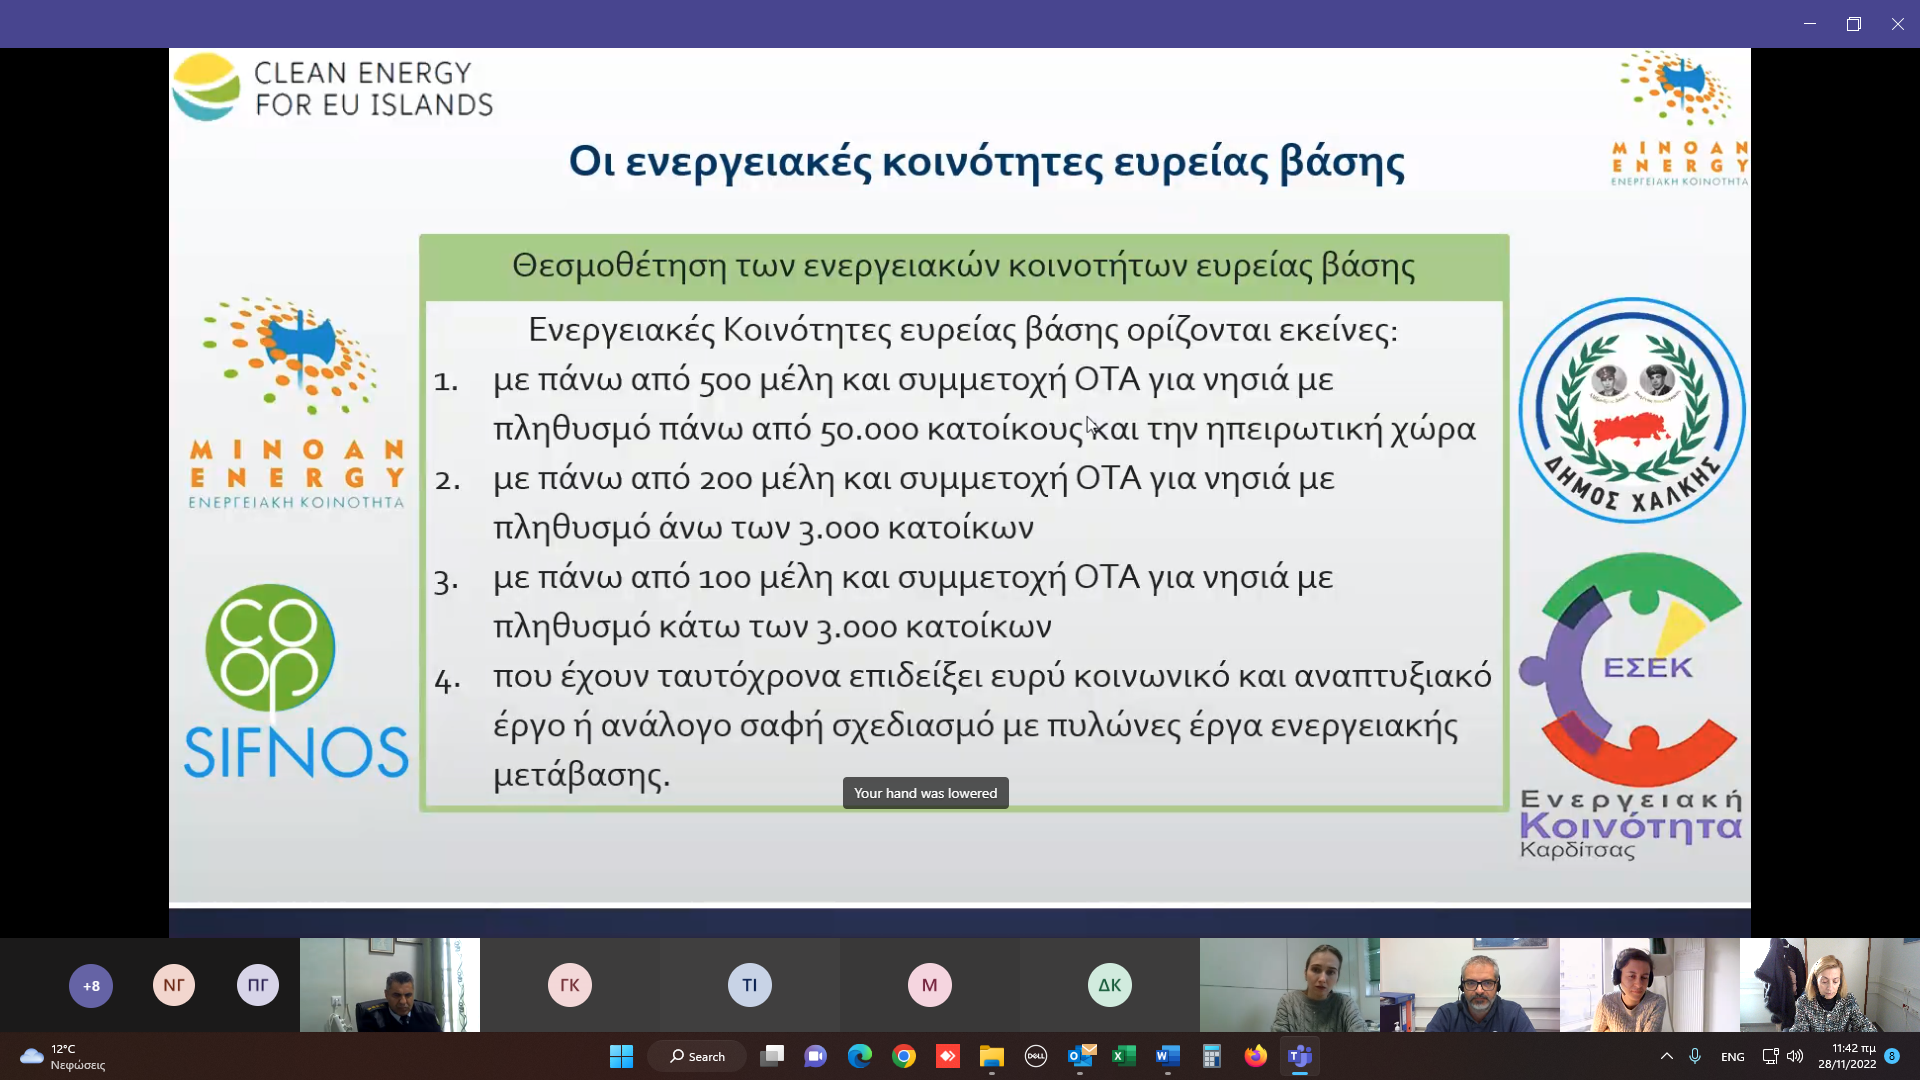 CLEAN ENERGY
FOR EU ISLANDS
MINOAN
ENERGY
ΕΝΕΡΓΕΙΑΚΗ ΚΟΙΝΟΤΗΤΑ
Οι ενεργειακές κοινότητες ευρείας βάσης
Θεσμοθέτηση των ενεργειακών κοινοτήτων ευρείας βάσης
Ενεργειακές Κοινότητες ευρείας βάσης ορίζονται εκείνες:
1. με πάνω από 500 μέλη και συμμετοχή ΟΤΑ για νησιά με
πληθυσμό πάνω από 50.000 κατοίκους και την ηπειρωτική χώρα
2. με πάνω από 200 μέλη και συμμετοχή ΟΤΑ για νησιά με
πληθυσμό άνω των 3.000 κατοίκων
3. με πάνω από 100 μέλη και συμμετοχή ΟΤΑ για νησιά με
πληθυσμό κάτω των 3.000 κατοίκων
4. που έχουν ταυτόχρονα επιδείξει ευρύ κοινωνικό και αναπτυξιακό
έργο ή ανάλογο σαφή σχεδιασμό με πυλώνες έργα ενεργειακής
μετάβασης.
Your hand was lowered
MINOAN
ENERGY
ΕΝΕΡΓΕΙΑΚΗ ΚΟΙΝΟΤΗΤΑ
coop
SIFNOS
ΔΗΜΟΣ ΧΑΛΚΗΣ
ΕΣΕΚ
Ενεργειακή
Κοινότητα
Καρδίτσας
+8
ΝΓ
ΠΓ
ΓΚ
ΤΙ
Μ
ΔΚ
12°C
Νεφώσεις
Search
DELL
ENG
11:42 πμ
28/11/2022
8